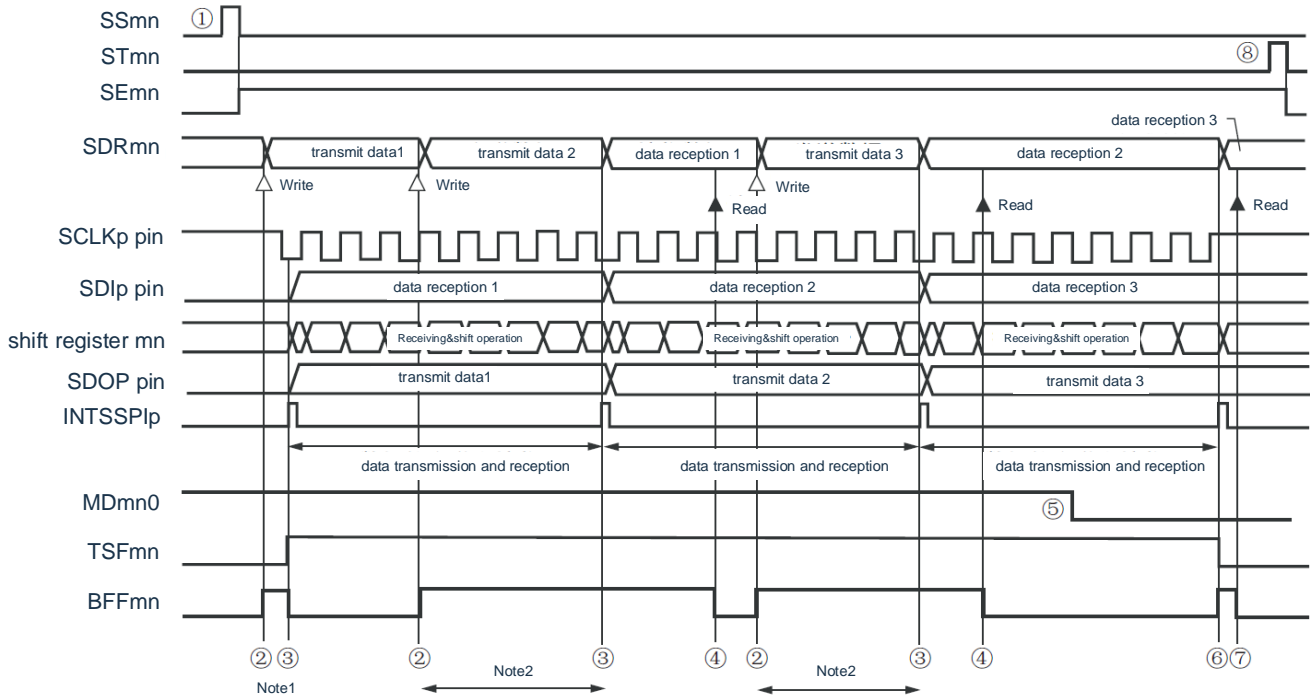 ① SSmn
STmn ⑧
SEmn
data reception 3
SDRmn transmit data1 transmit data 2 data reception 1 transmit data 3 data reception 2
Write Write Read Write Read Read
SCLKp pin
SDIp pin data reception 1 data reception 2 data reception 3
shift register mn Receiving&shift operation Receiving&shift operation Receiving&shift operation
SDOP pin transmit data1 transmit data 2 transmit data 3
INTSSPIp
data transmission and reception data transmission and reception data transmission and reception
MDmn0 ⑤
TSFmn
BFFmn
② ③ ② ③ ④ ② ③ ④ ⑥ ⑦
Note1 Note2 Note2